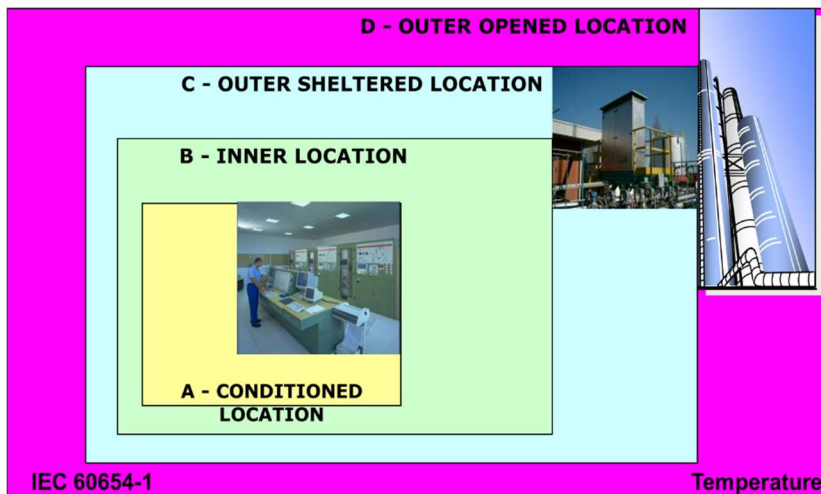 D - OUTER OPENED LOCATION
C - OUTER SHELTERED LOCATION
B - INNER LOCATION
A - CONDITIONED
LOCATION
IEC 60654-1
Temperature